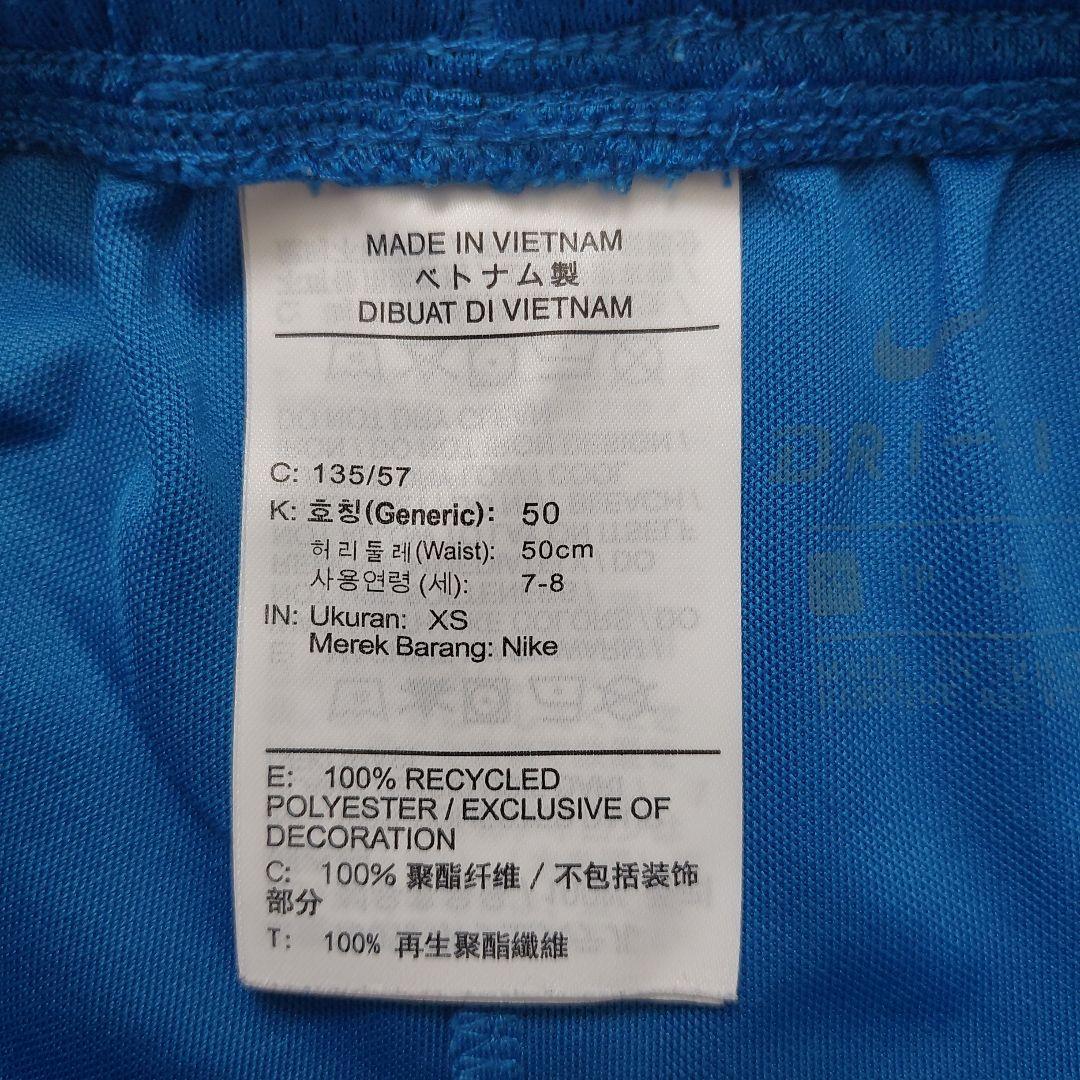 MADE IN VIETNAM
ベトナム製
DIBUAT DI VIETNAM
C: 135/57
K: 호칭(Generic): 50
허리둘레(Waist): 50cm
사용연령 (세): 7-8
IN: Ukuran: XS
Merek Barang: Nike
E: 100% RECYCLED
POLYESTER / EXCLUSIVE OF
DECORATION
C: 100% 聚酯纤维 / 不包括装饰
部分
T: 100% 再生聚酯纖維
DRI-